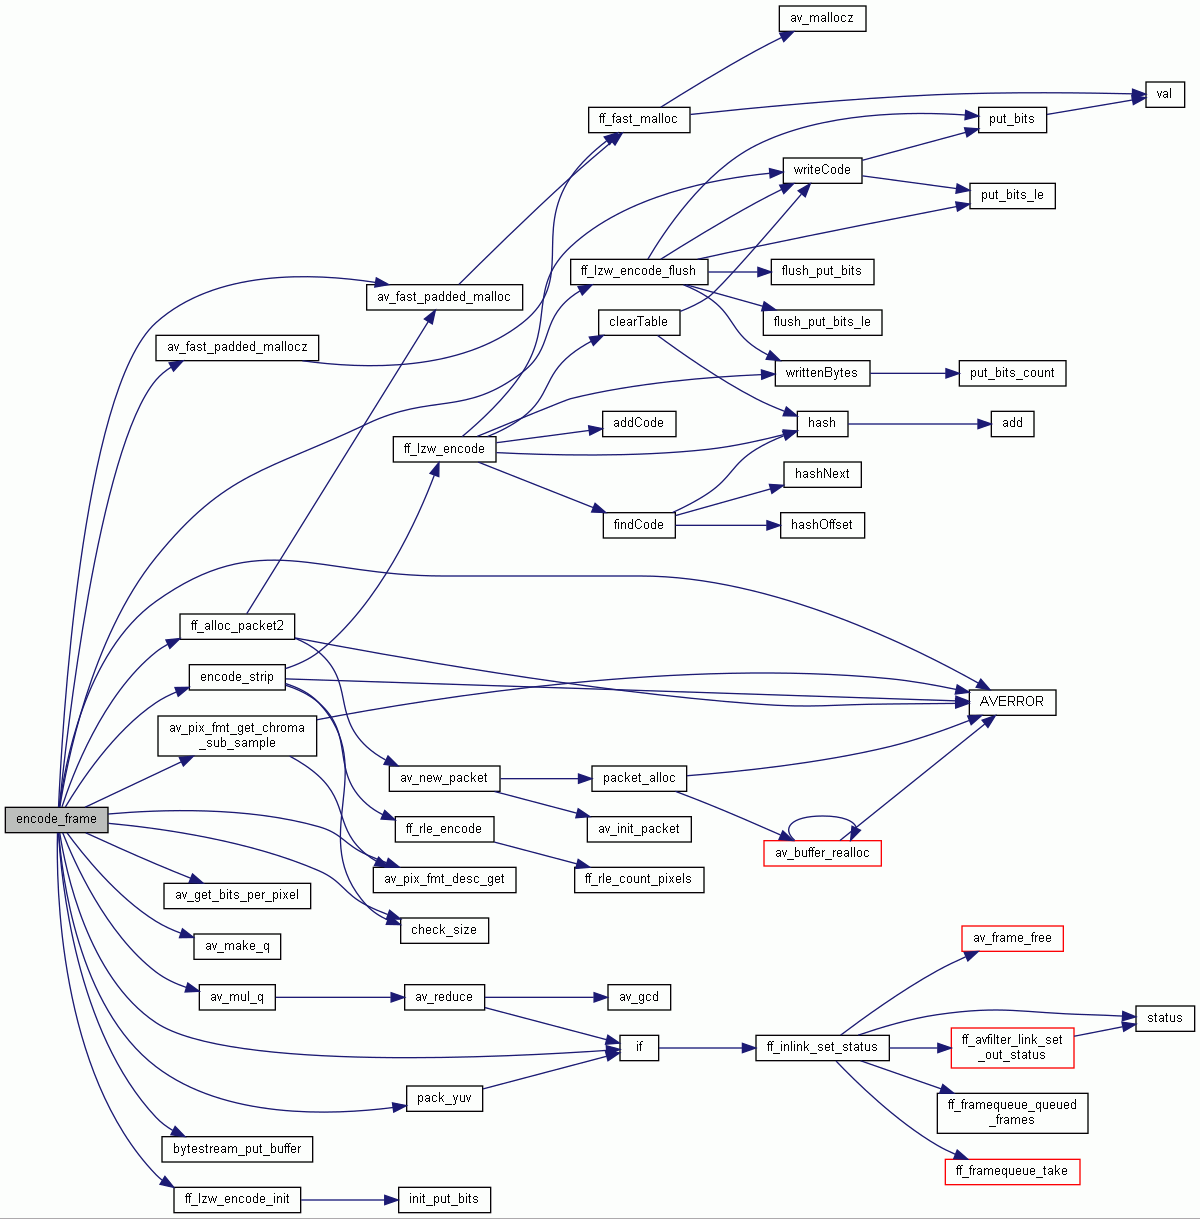 av_mallocz
val
ff_fast_malloc
put_bits
writeCode
put_bits_le
ff_lzw_encode_flush
flush_put_bits
av_fast_padded_malloc
clearTable
flush_put_bits_le
av_fast_padded_mallocz
writtenBytes
put_bits_count
addCode
hash
add
ff_lzw_encode
hashNext
findCode
hashOffset
ff_alloc_packet2
encode_strip
AVERROR
av_pix_fmt_get_chroma
_sub_sample
av_new_packet
packet_alloc
encode_frame
ff_rle_encode
av_init_packet
av_buffer_realloc
av_pix_fmt_desc_get
ff_rle_count_pixels
av_get_bits_per_pixel
check_size
av_make_q
av_frame_free
av_mul_q
av_reduce
av_gcd
status
if
ff_inlink_set_status
ff_avfilter_link_set
_out_status
pack_yuv
ff_framequeue_queued
_frames
bytestream_put_buffer
ff_framequeue_take
ff_lzw_encode_init
init_put_bits